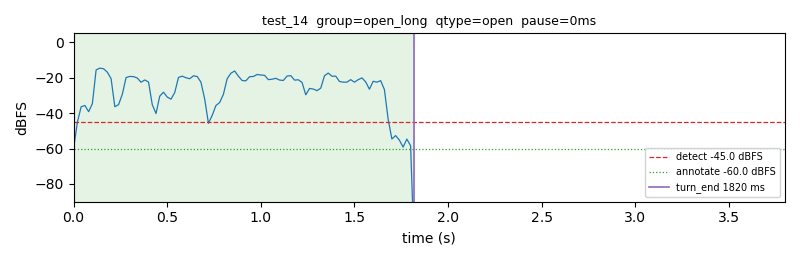 test_14  group=open_long  qtype=open  pause=0ms
dBFS
0
−20
−40
−60
−80
detect -45.0 dBFS
annotate -60.0 dBFS
turn_end 1820 ms
0.0 0.5 1.0 1.5 2.0 2.5 3.0 3.5
time (s)